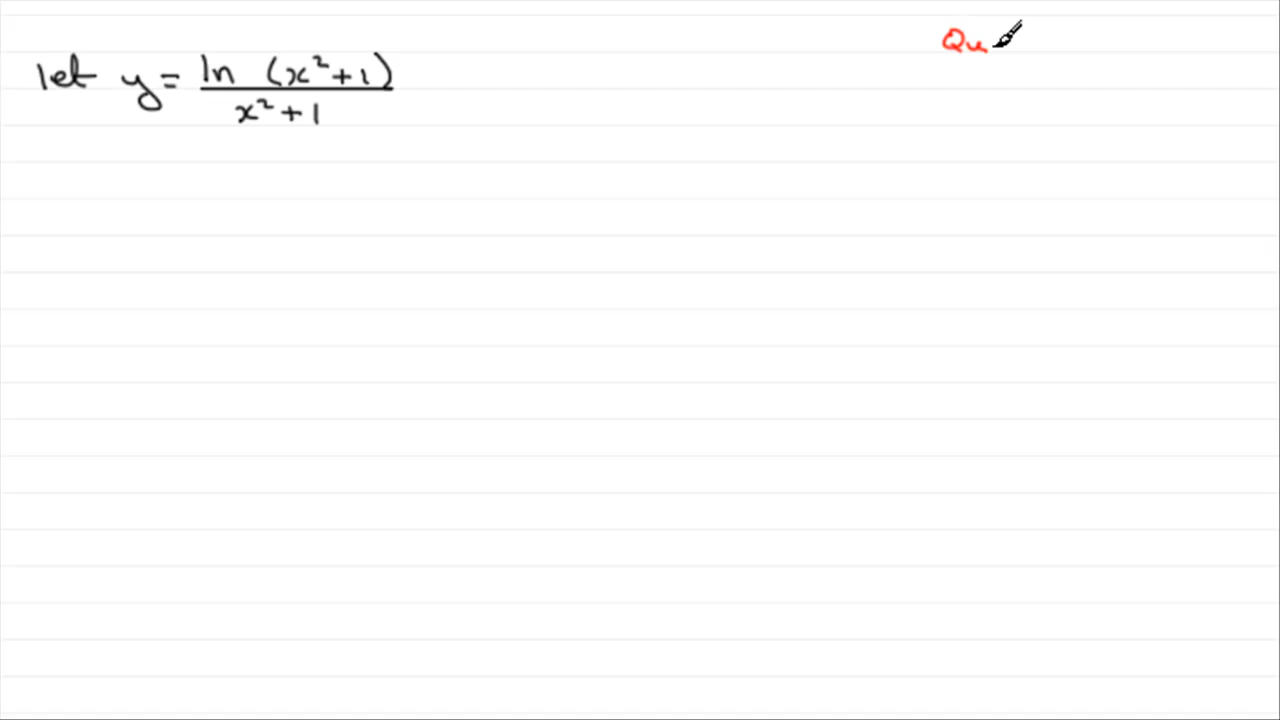 Qu
let y = ln (x²+1) / x²+1